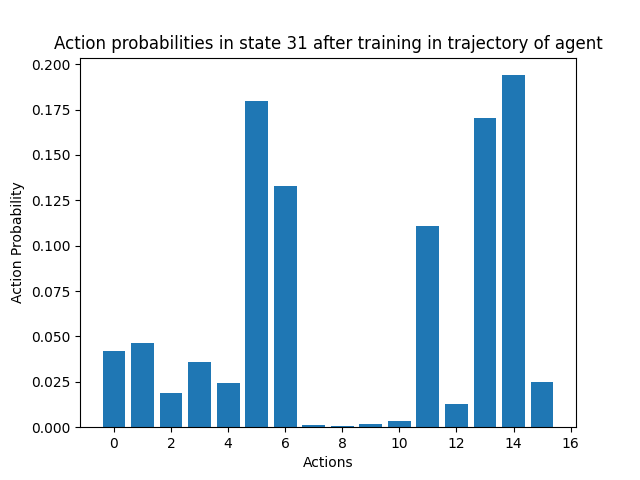 Action probabilities in state 31 after training in trajectory of agent
0.200
0.175
0.150
0.125
0.100
0.075
0.050
0.025
0.000
Action Probability
0 2 4 6 8 10 12 14 16
Actions